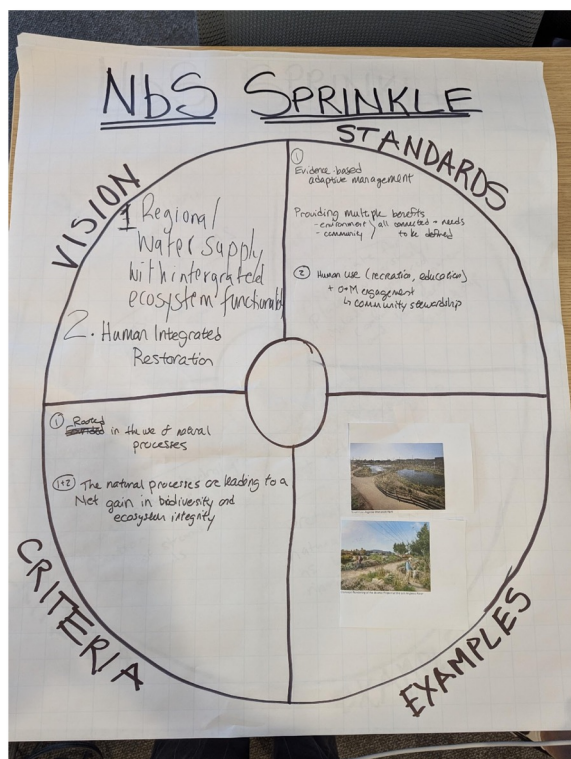 NbS SPRINKLE
VISION
1 Regional
Water Supply
with intergrated
ecosystem functionality
2. Human Integrated
Restoration
STANDARDS
①
Evidence-based
adaptive management
Providing multiple benefits
- environment } all connected + needs
- community } to be defined
② Human use (recreation, education)
+ O+M engagement
↳ community stewardship
CRITERIA
① Rooted
in the use of natural
processes
①+2 The natural processes are leading to a
Net gain in biodiversity and
ecosystem integrity
EXAMPLES